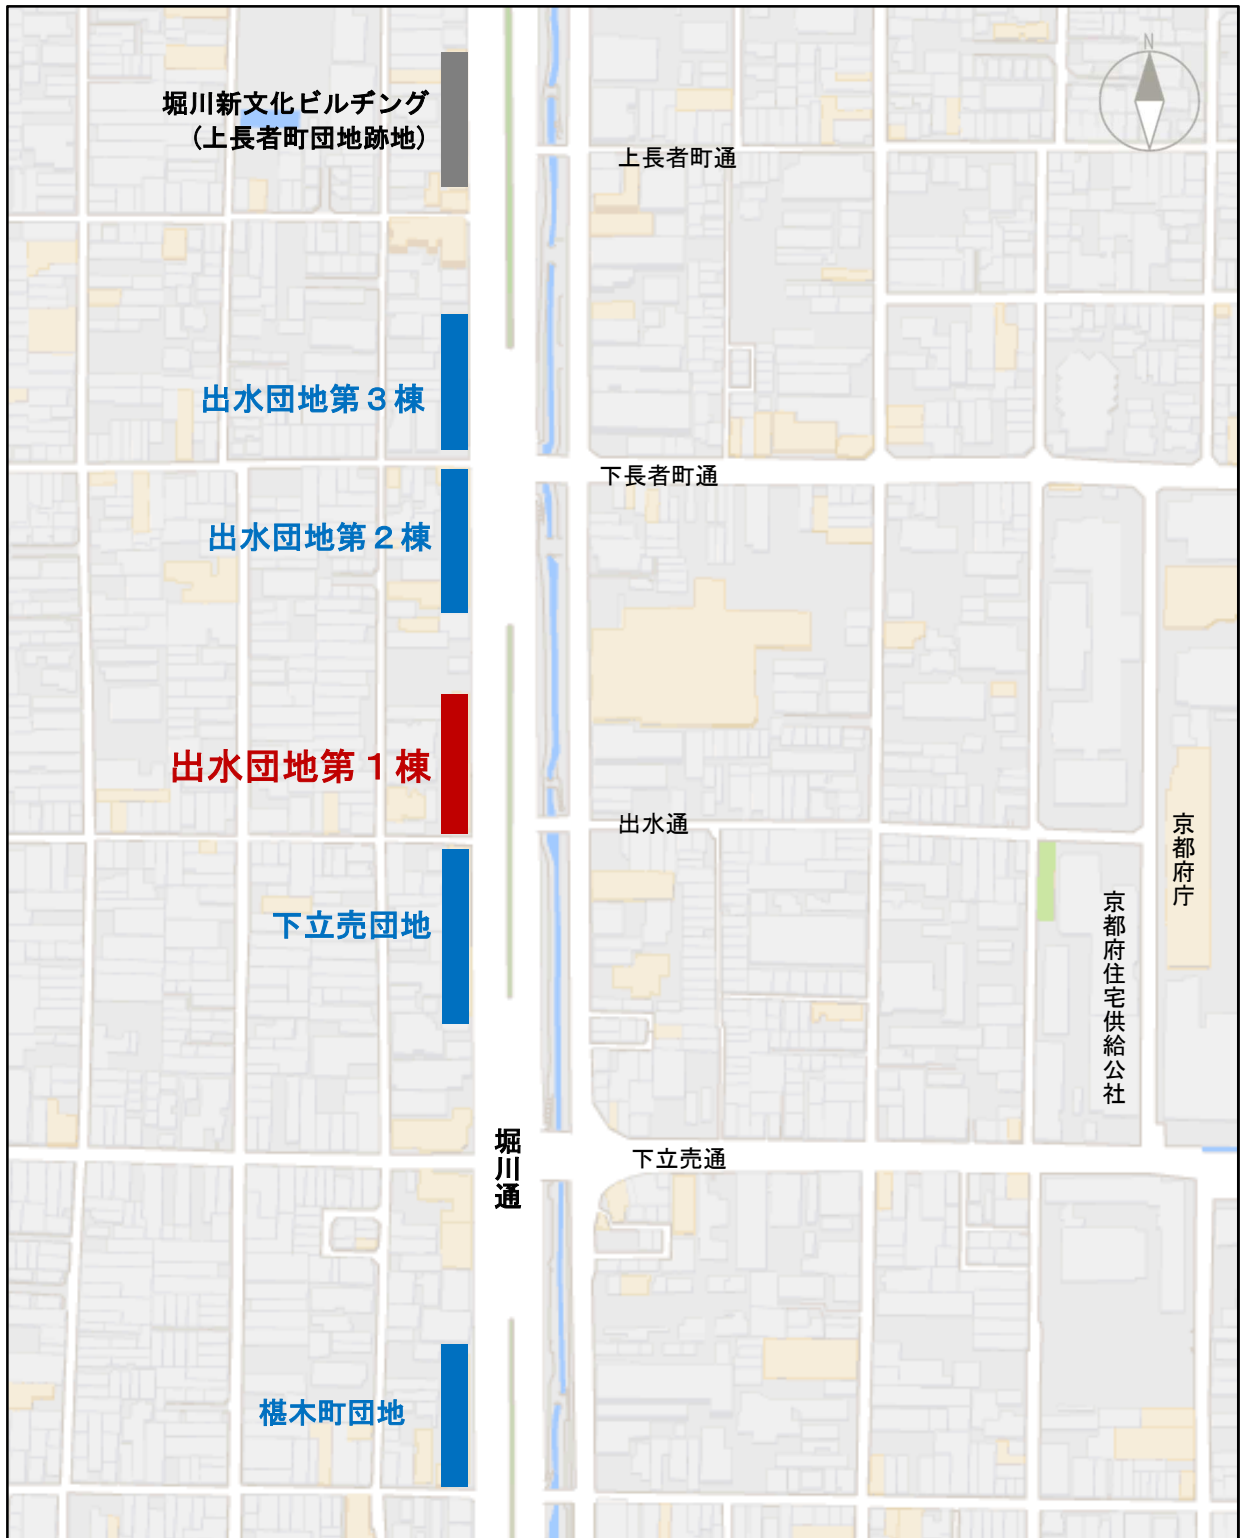 N
堀川新文化ビルヂング
(上長者町団地跡地)
上長者町通
出水団地第３棟
下長者町通
出水団地第２棟
出水団地第１棟
出水通
京都府庁
下立売団地
京都府住宅供給公社
堀川通
下立売通
椹木町団地